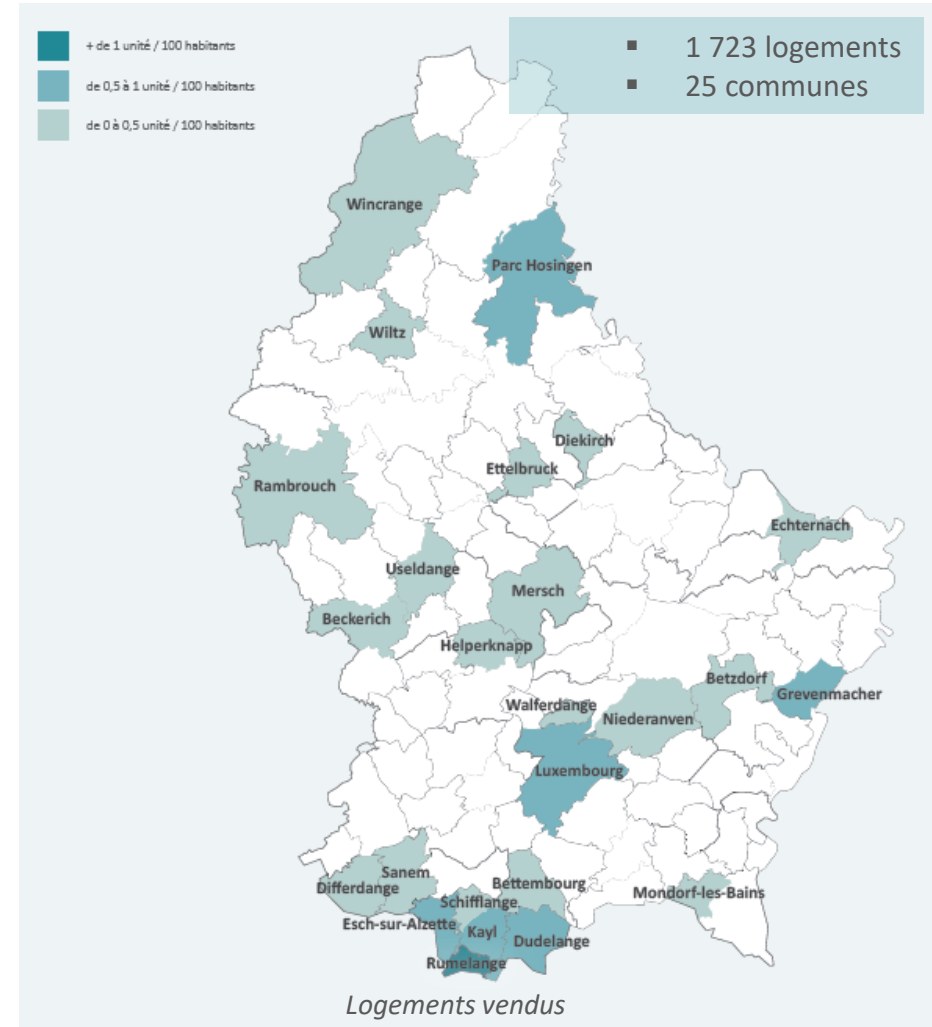 + de 1 unité / 100 habitants
de 0,5 à 1 unité / 100 habitants
de 0 à 0,5 unité / 100 habitants
▪ 1 723 logements
▪ 25 communes
Wincrange
Parc Hosingen
Wiltz
Diekirch
Ettelbruck
Rambrouch
Echternach
Useldange
Mersch
Beckerich
Helperknapp
Betzdorf
Grevenmacher
Walferdange
Niederanven
Luxembourg
Sanem
Differdange
Bettembourg
Mondorf-les-Bains
Schifflange
Esch-sur-Alzette
Kayl
Dudelange
Rumelange
Logements vendus